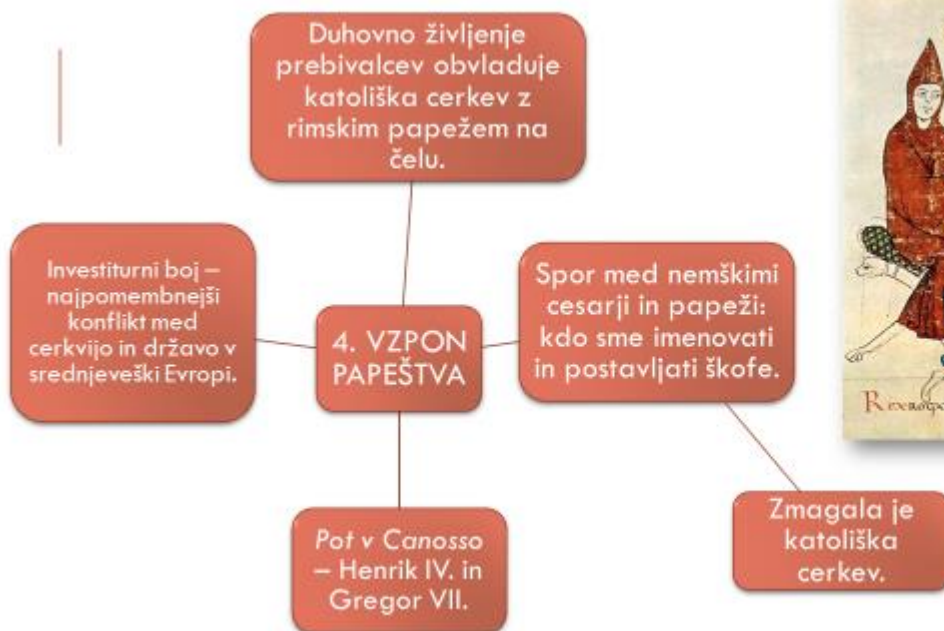 Duhovno življenje
prebivalcev obvladuje
katoliška cerkev z
rimskim papežem na
čelu.
Investiturni boj –
najpomembnejši
konflikt med
cerkvijo in državo v
srednjeveški Evropi.
4. VZPON
PAPEŠTVA
Spor med nemškimi
cesarji in papeži:
kdo sme imenovati
in postavljati škofe.
Pot v Canosso
– Henrik IV. in
Gregor VII.
Zmagala je
katoliška
cerkev.